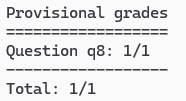 Provisional grades
==================
Question q8: 1/1
------------------
Total: 1/1